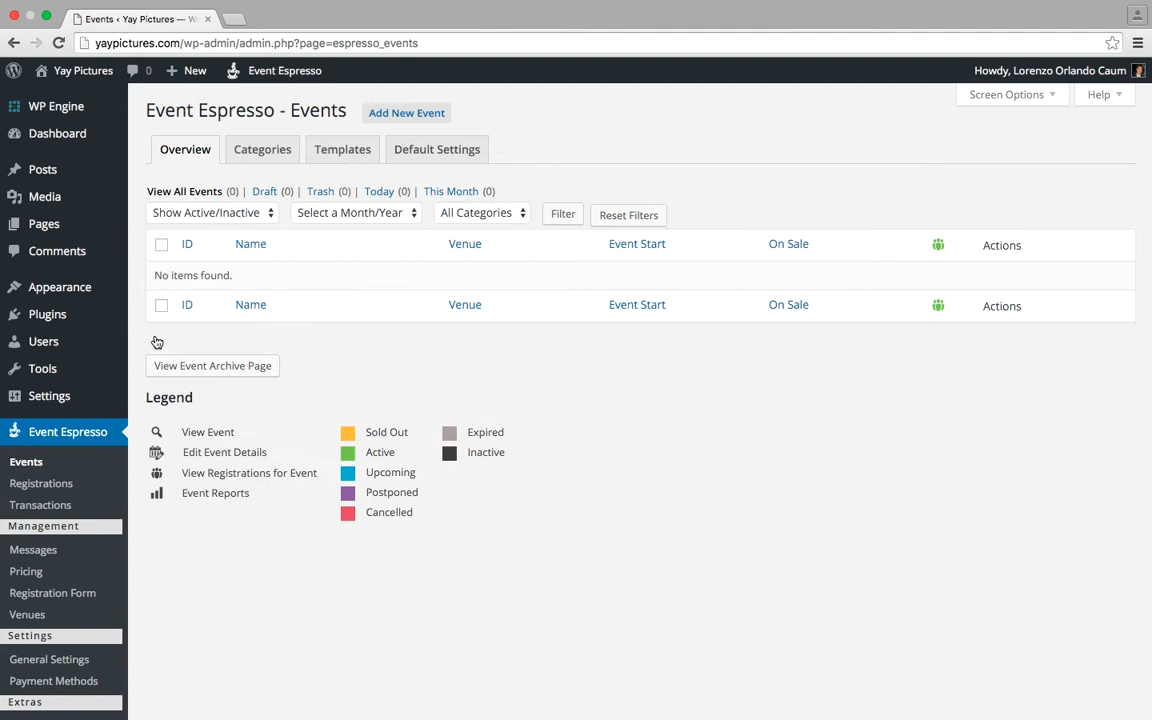 Events ‹ Yay Pictures — W
yaypictures.com/wp-admin/admin.php?page=espresso_events
Yay Pictures 0 New Event Espresso Howdy, Lorenzo Orlando Caum
WP Engine
Dashboard
Posts
Media
Pages
Comments
Appearance
Plugins
Users
Tools
Settings
Event Espresso
Events
Registrations
Transactions
Management
Messages
Pricing
Registration Form
Venues
Settings
General Settings
Payment Methods
Extras
Screen Options Help
Event Espresso - Events Add New Event
Overview Categories Templates Default Settings
View All Events (0) | Draft (0) | Trash (0) | Today (0) | This Month (0)
Show Active/Inactive Select a Month/Year All Categories Filter Reset Filters
ID Name Venue Event Start On Sale Actions
No items found.
ID Name Venue Event Start On Sale Actions
View Event Archive Page
Legend
View Event Sold Out Expired
Edit Event Details Active Inactive
View Registrations for Event Upcoming
Event Reports Postponed
Cancelled